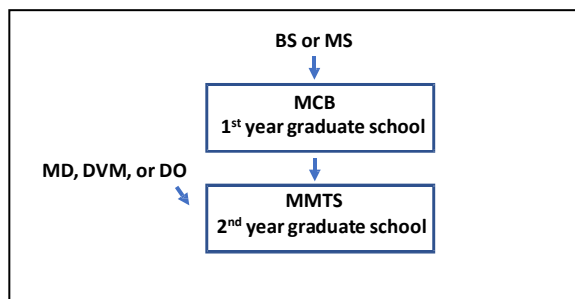 BS or MS
MCB
1st year graduate school
MD, DVM, or DO
MMTS
2nd year graduate school